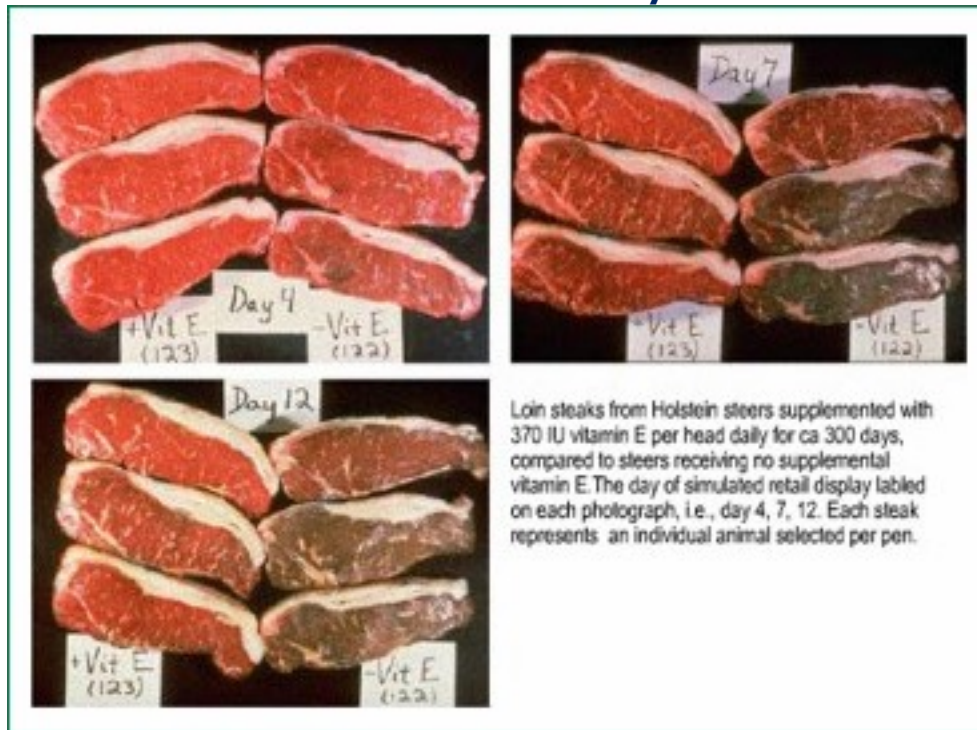 Day 4
+Vit E
(123)
-Vit E
(122)
Day 7
+Vit E
(123)
-Vit E
(122)
Day 12
+Vit E
(123)
-Vit E
(122)
Loin steaks from Holstein steers supplemented with
370 IU vitamin E per head daily for ca 300 days,
compared to steers receiving no supplemental
vitamin E.The day of simulated retail display labled
on each photograph, i.e., day 4, 7, 12. Each steak
represents an individual animal selected per pen.